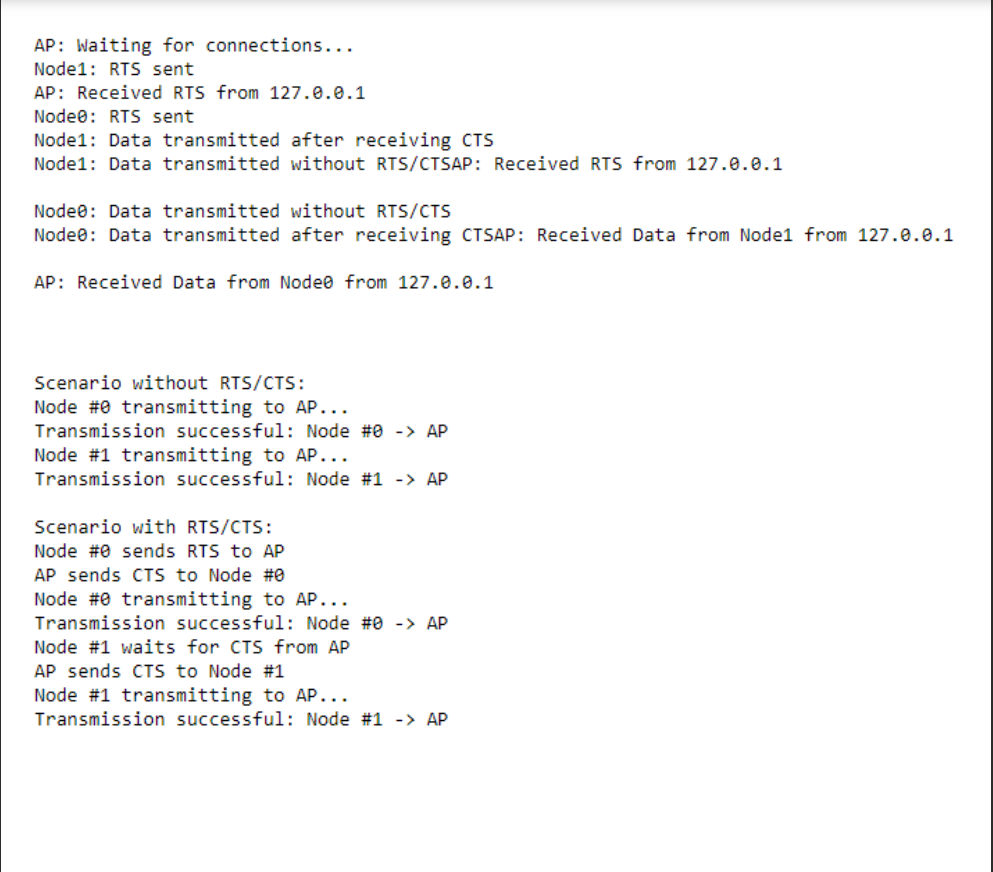 AP: Waiting for connections...
Node1: RTS sent
AP: Received RTS from 127.0.0.1
Node0: RTS sent
Node1: Data transmitted after receiving CTS
Node1: Data transmitted without RTS/CTSAP: Received RTS from 127.0.0.1
Node0: Data transmitted without RTS/CTS
Node0: Data transmitted after receiving CTSAP: Received Data from Node1 from 127.0.0.1
AP: Received Data from Node0 from 127.0.0.1
Scenario without RTS/CTS:
Node #0 transmitting to AP...
Transmission successful: Node #0 -> AP
Node #1 transmitting to AP...
Transmission successful: Node #1 -> AP
Scenario with RTS/CTS:
Node #0 sends RTS to AP
AP sends CTS to Node #0
Node #0 transmitting to AP...
Transmission successful: Node #0 -> AP
Node #1 waits for CTS from AP
AP sends CTS to Node #1
Node #1 transmitting to AP...
Transmission successful: Node #1 -> AP